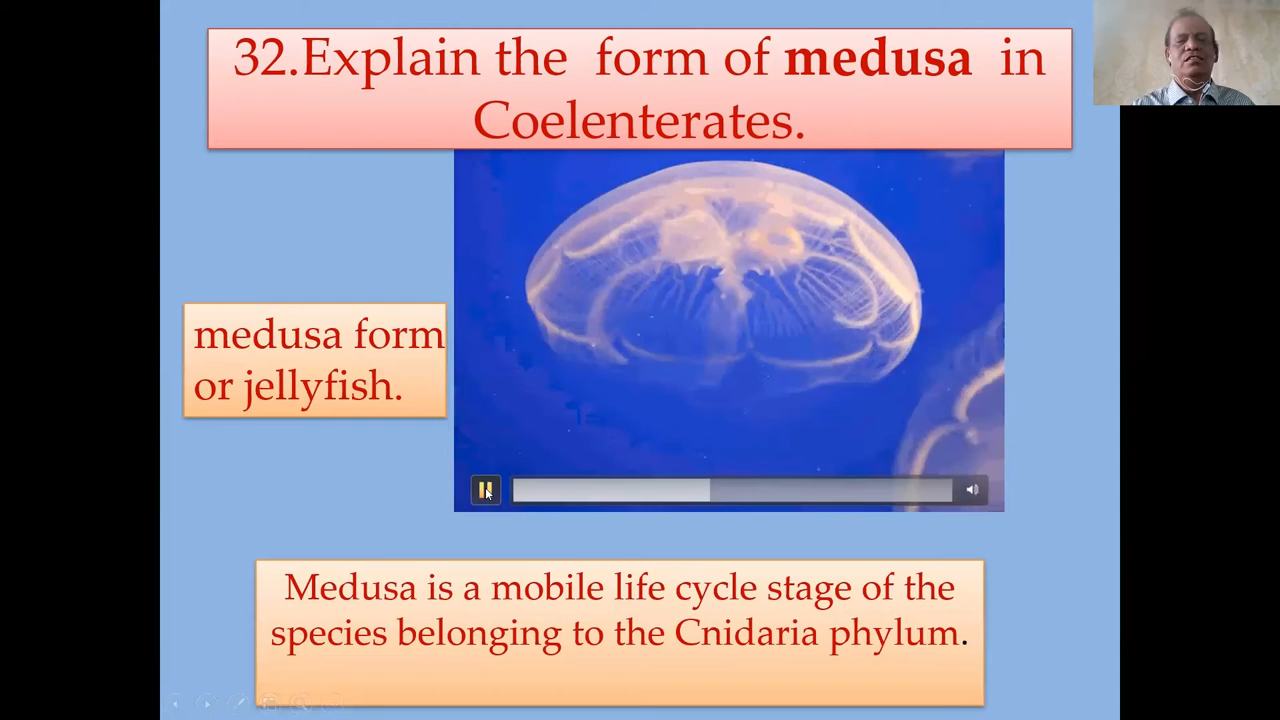 32.Explain the form of medusa in
Coelenterates.
medusa form
or jellyfish.
Medusa is a mobile life cycle stage of the
species belonging to the Cnidaria phylum.